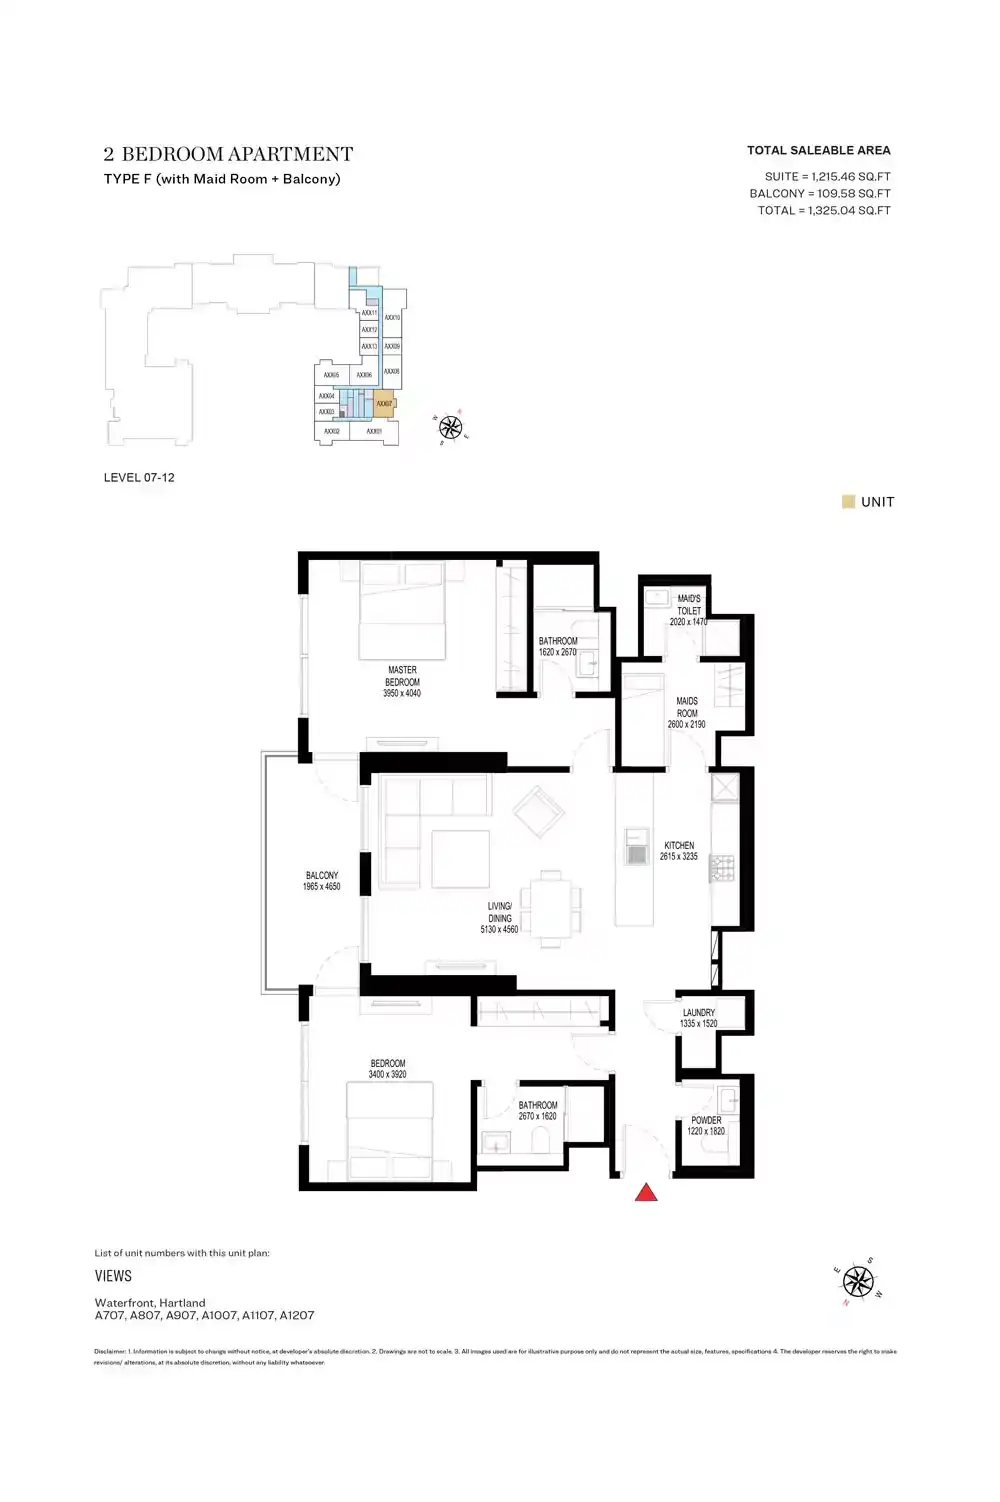 2 BEDROOM APARTMENT
TYPE F (with Maid Room + Balcony)
TOTAL SALEABLE AREA
SUITE = 1,215.46 SQ.FT
BALCONY = 109.58 SQ.FT
TOTAL = 1,325.04 SQ.FT
AXX11
AXX10
AXX12
AXX13
AXX09
AXX05
AXX06
AXX08
AXX04
AXX07
AXX03
AXX02
AXX01
N
W
E
S
LEVEL 07-12
UNIT
MAID'S
TOILET
2020 x 1470
BATHROOM
1620 x 2670
MASTER
BEDROOM
3950 x 4040
MAIDS
ROOM
2600 x 2190
KITCHEN
2615 x 3235
BALCONY
1965 x 4650
LIVING/
DINING
5130 x 4560
LAUNDRY
1335 x 1520
BEDROOM
3400 x 3920
BATHROOM
2670 x 1620
POWDER
1220 x 1820
List of unit numbers with this unit plan:
VIEWS
Waterfront, Hartland
A707, A807, A907, A1007, A1107, A1207
S
E
W
N
Disclaimer: 1. Information is subject to change without notice, at developer's absolute discretion. 2. Drawings are not to scale. 3. All images used are for illustrative purpose only and do not represent the actual size, features, specifications 4. The developer reserves the right to make
revisions/ alterations, at its absolute discretion, without any liability whatsoever.